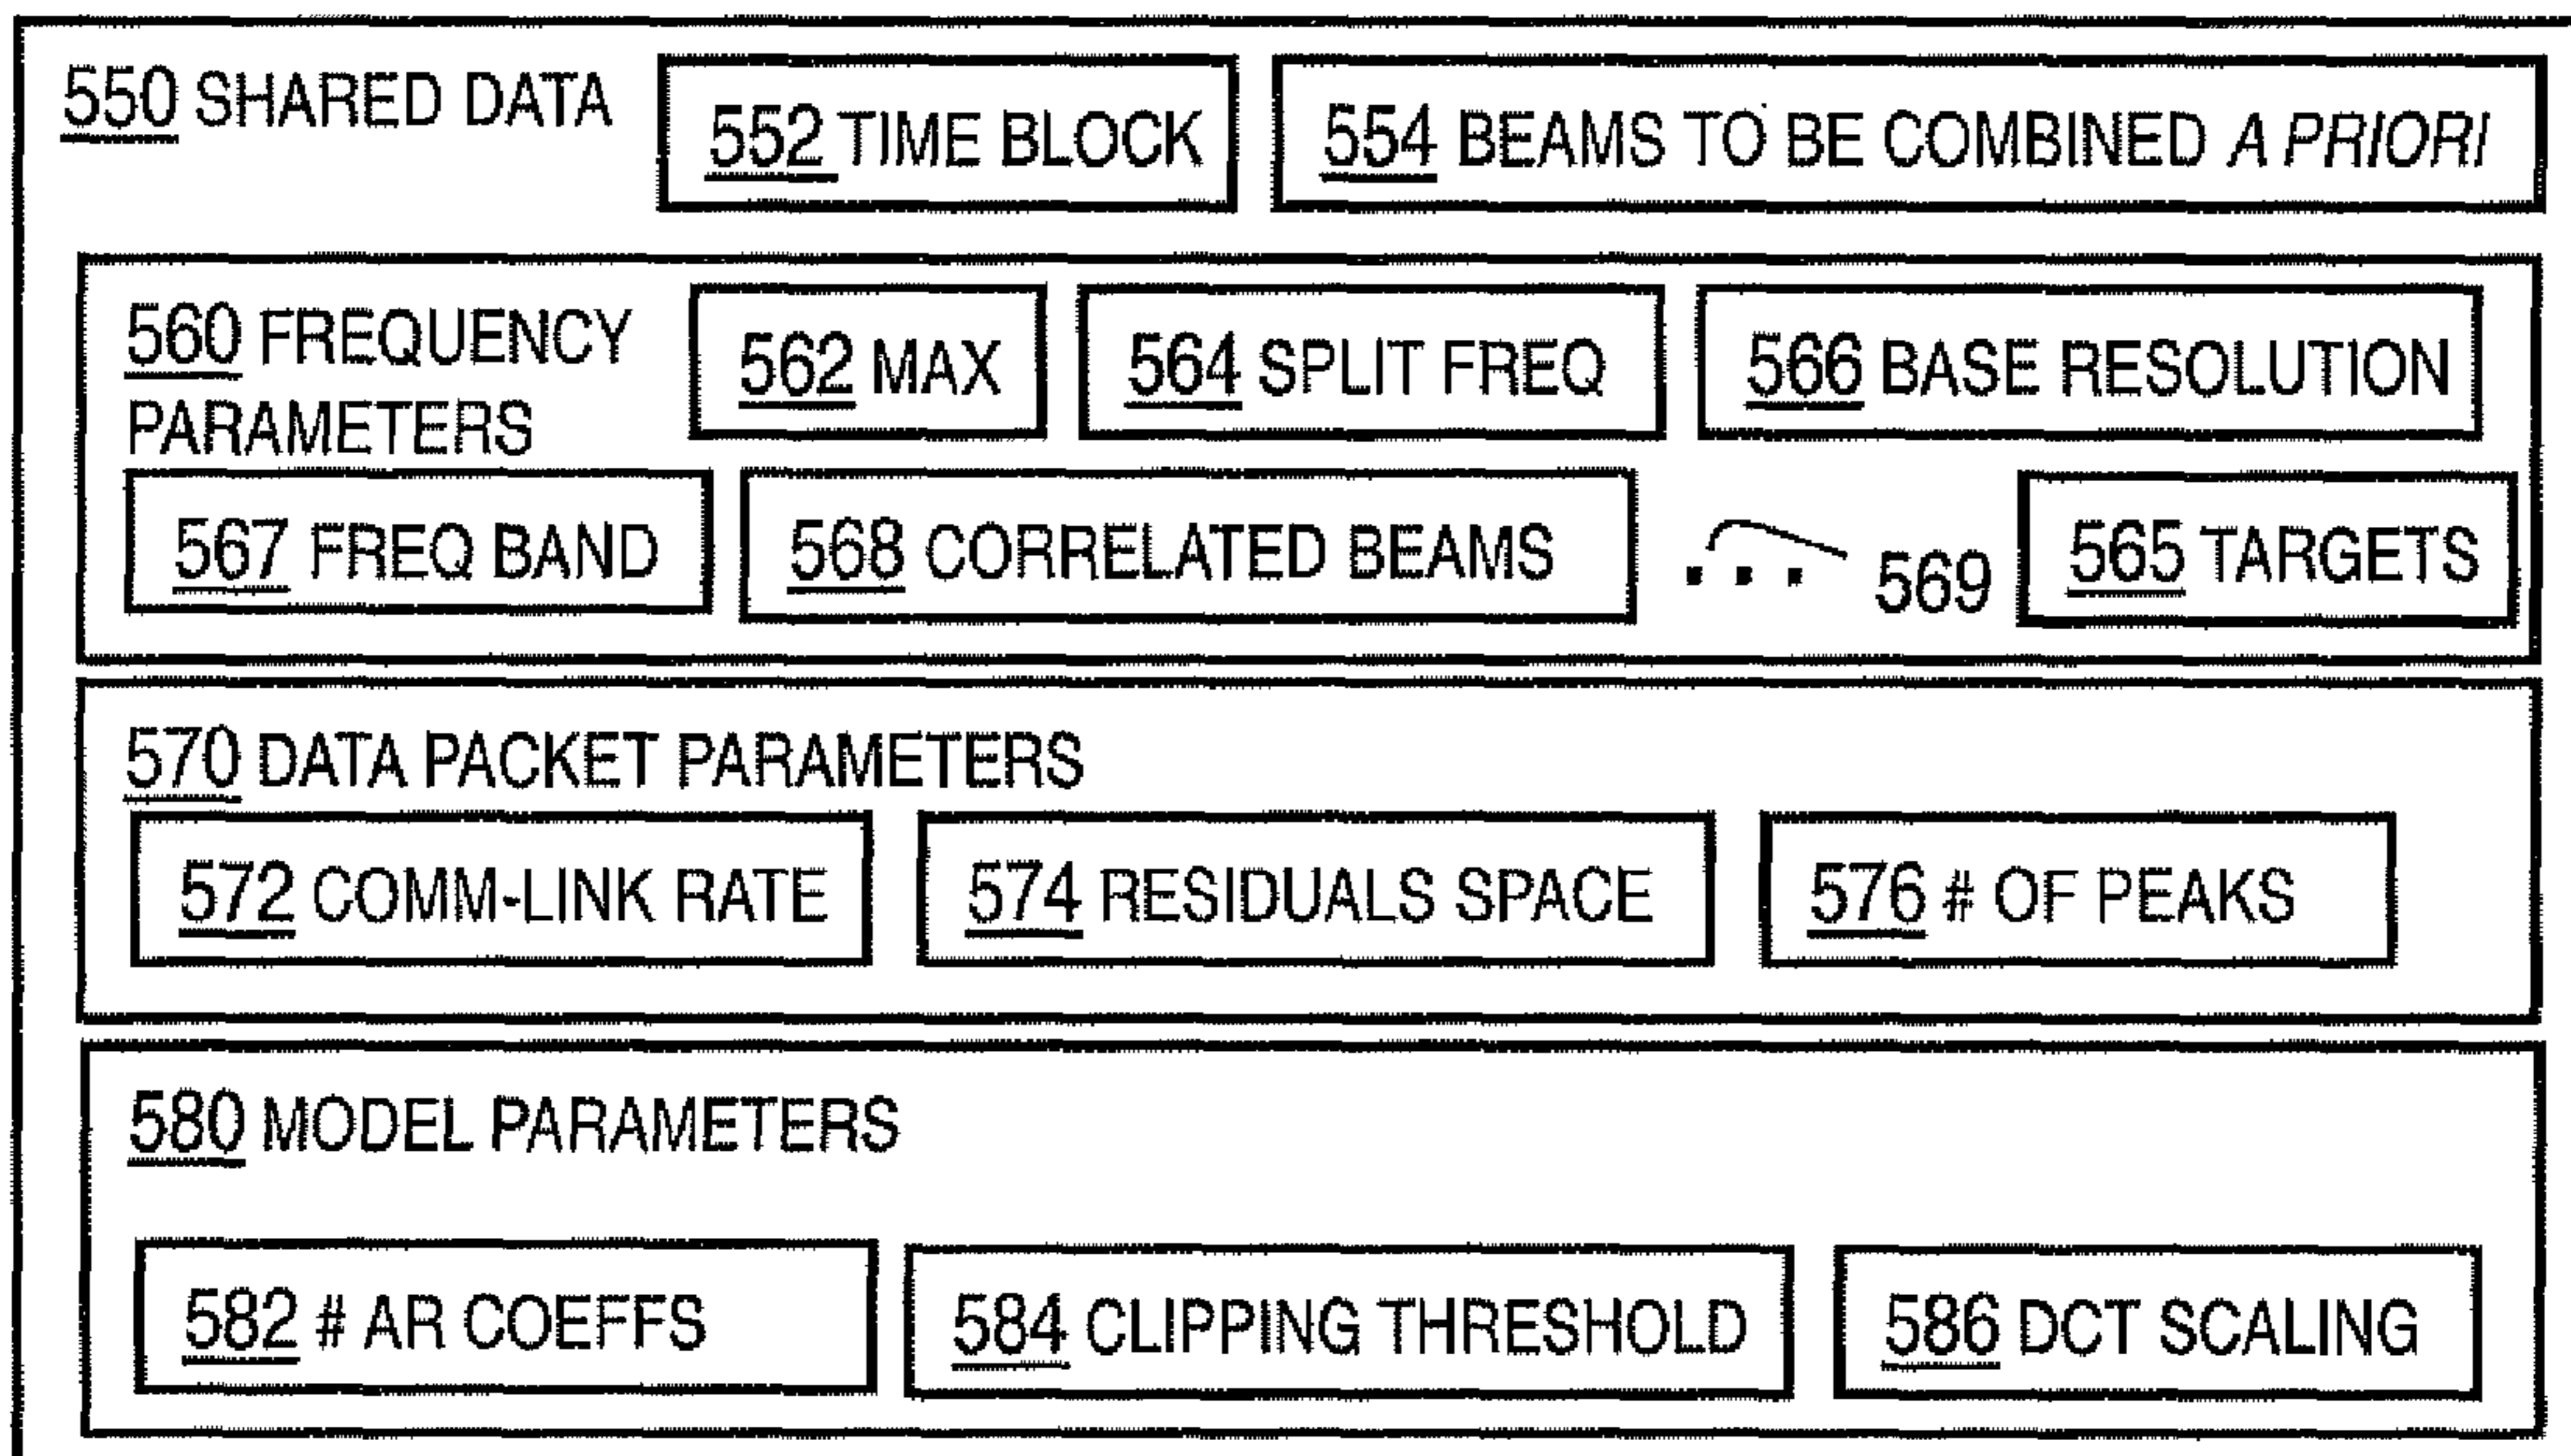 550 SHARED DATA
552 TIME BLOCK
554 BEAMS TO BE COMBINED A PRIORI
560 FREQUENCY
PARAMETERS
562 MAX
564 SPLIT FREQ
566 BASE RESOLUTION
567 FREQ BAND
568 CORRELATED BEAMS
... 569
565 TARGETS
570 DATA PACKET PARAMETERS
572 COMM-LINK RATE
574 RESIDUALS SPACE
576 # OF PEAKS
580 MODEL PARAMETERS
582 # AR COEFFS
584 CLIPPING THRESHOLD
586 DCT SCALING